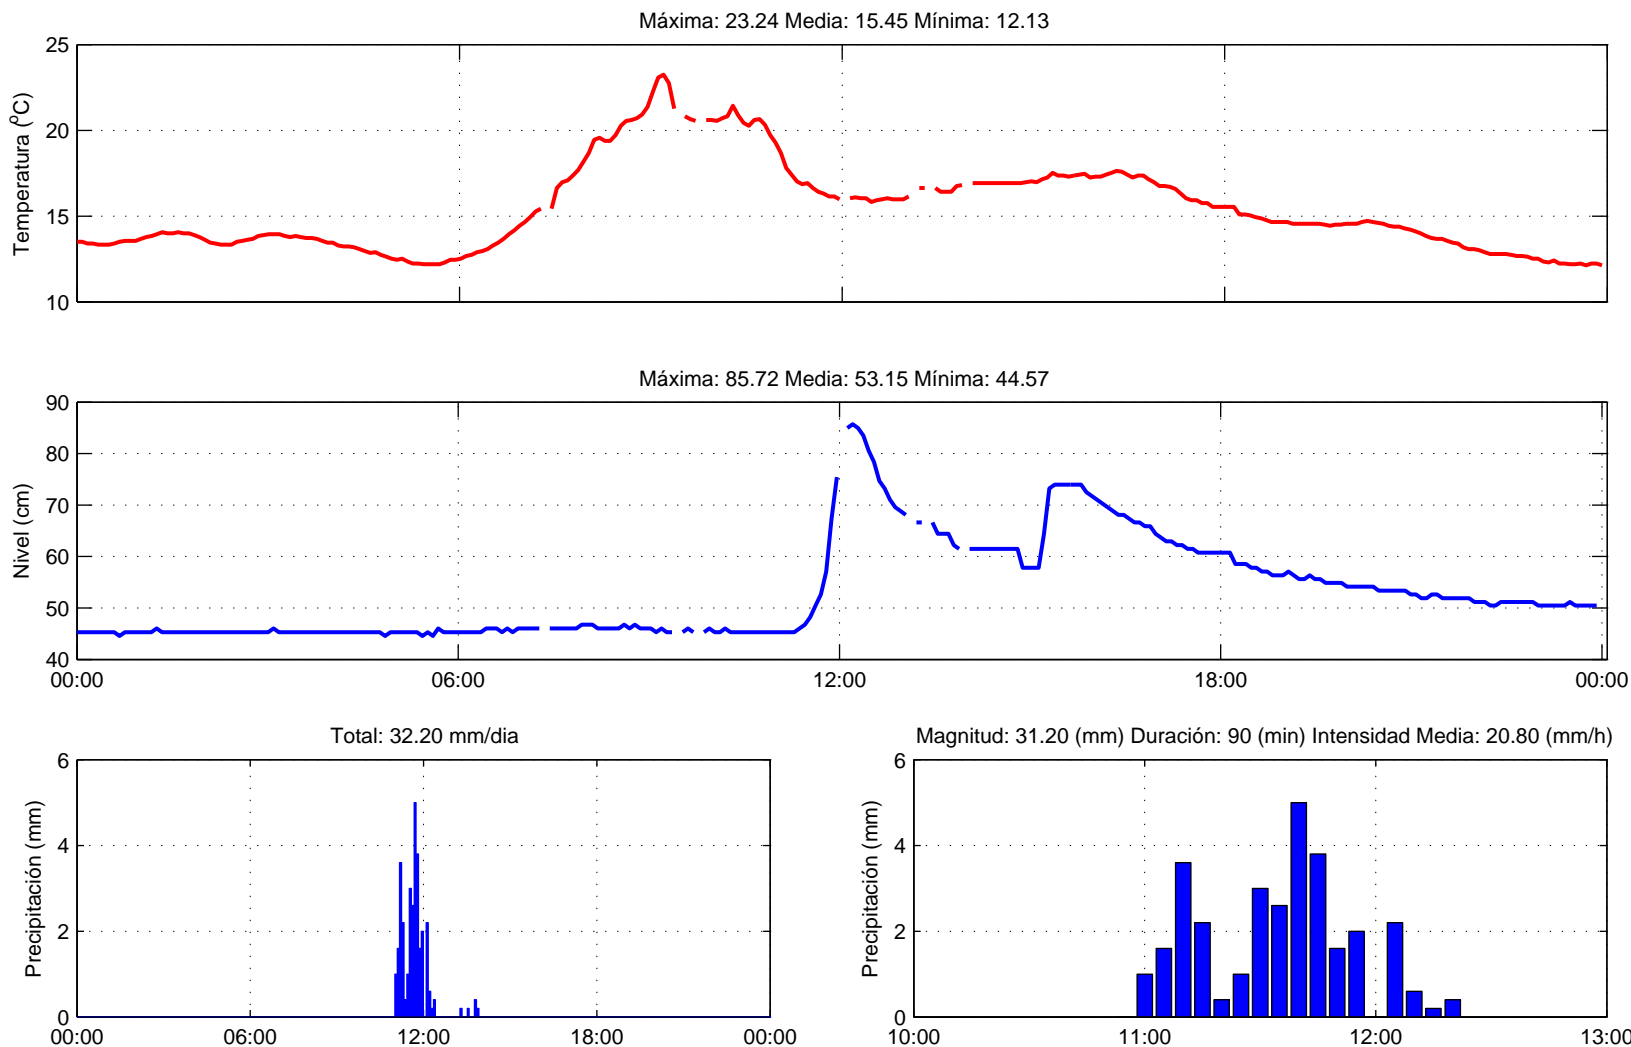 Máxima: 23.24 Media: 15.45 Mínima: 12.13
Temperatura (ºC)
25
20
15
10
Máxima: 85.72 Media: 53.15 Mínima: 44.57
Nivel (cm)
90
80
70
60
50
40
00:00 06:00 12:00 18:00 00:00
Total: 32.20 mm/dia
Precipitación (mm)
6
4
2
0
00:00 06:00 12:00 18:00 00:00
Magnitud: 31.20 (mm) Duración: 90 (min) Intensidad Media: 20.80 (mm/h)
Precipitación (mm)
6
4
2
0
10:00 11:00 12:00 13:00